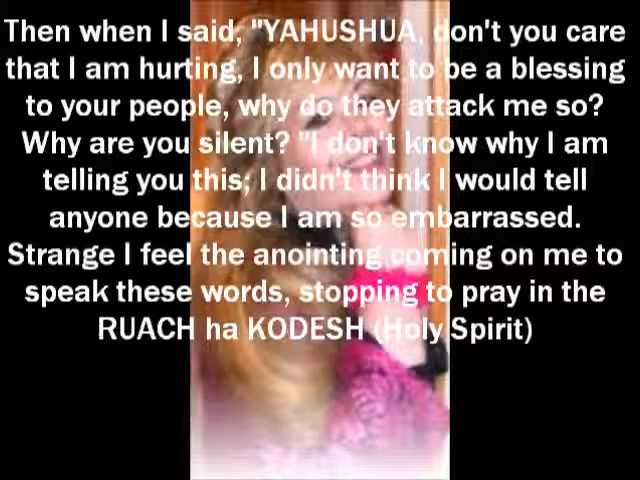 Then when I said, "YAHUSHUA, don't you care
that I am hurting, I only want to be a blessing
to your people, why do they attack me so?
Why are you silent? "I don't know why I am
telling you this; I didn't think I would tell
anyone because I am so embarrassed.
Strange I feel the anointing coming on me to
speak these words, stopping to pray in the
RUACH ha KODESH (Holy Spirit)